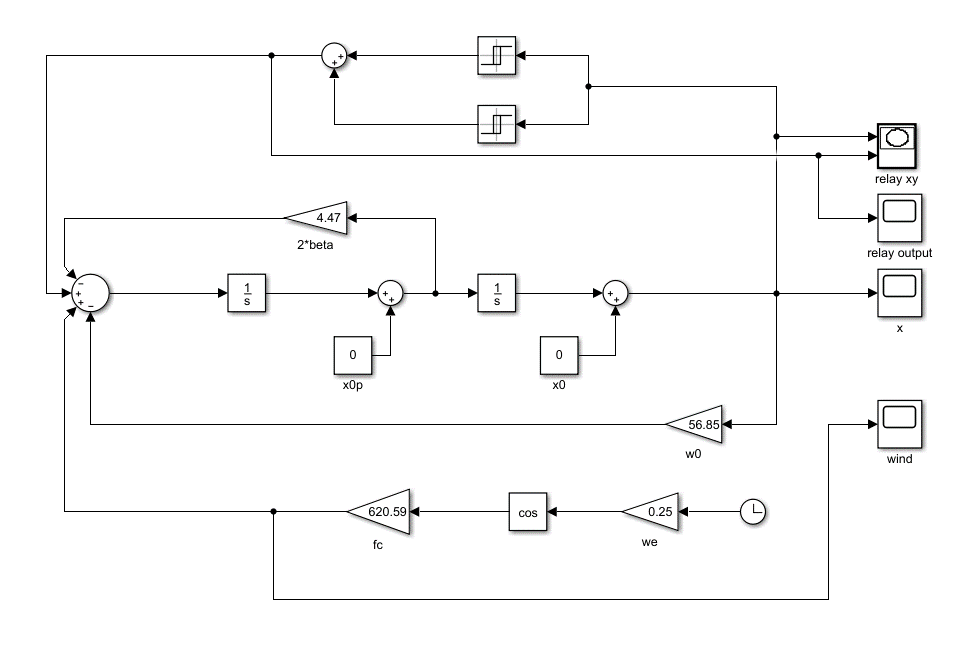 +
+
relay xy
4.47
2*beta
relay output
−
+
+
−
1
s
+
+
1
s
+
+
x
0
x0p
0
x0
56.85
w0
wind
620.59
fc
cos
0.25
we